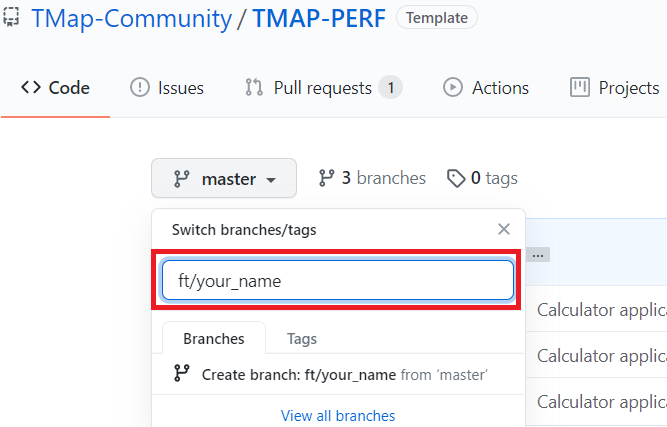 TMap-Community / TMAP-PERF Template
Code Issues Pull requests 1 Actions Projects
master 3 branches 0 tags
Switch branches/tags
...
ft/your_name
Calculator applica
Branches Tags
Calculator applica
Create branch: ft/your_name from 'master'
Calculator applic
View all branches